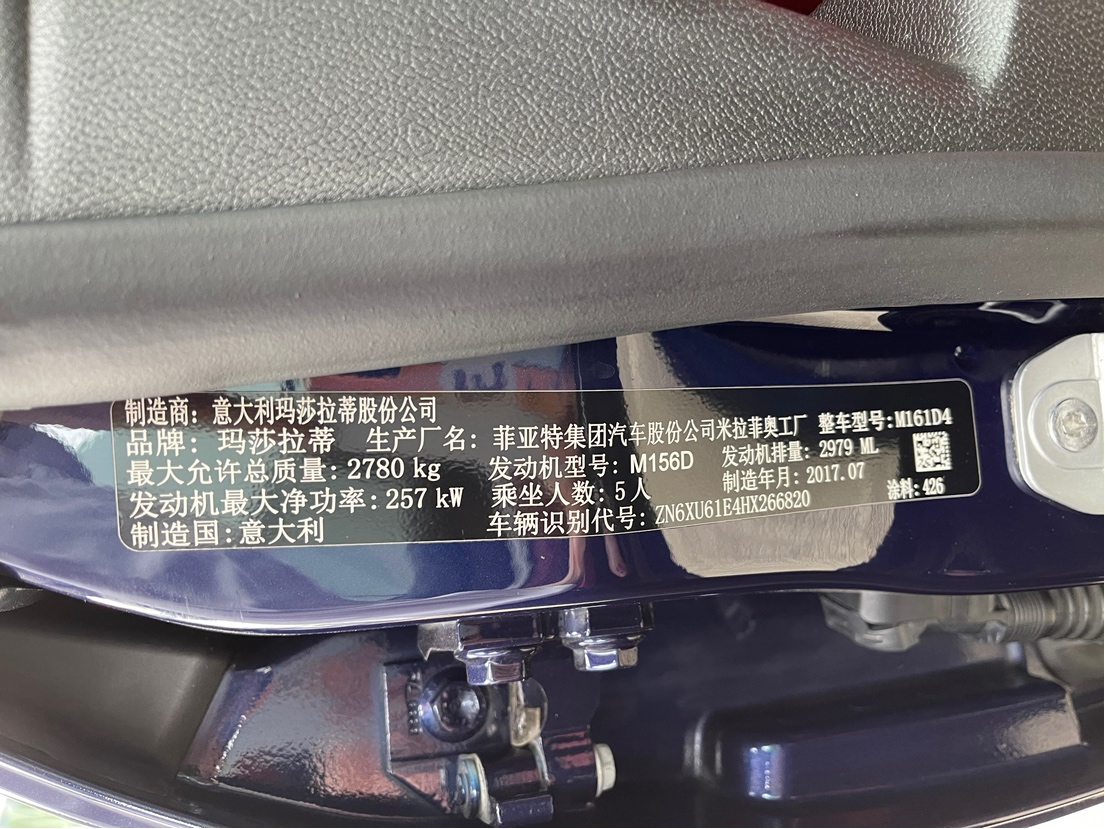 制造商: 意大利玛莎拉蒂股份公司
品牌: 玛莎拉蒂 生产厂名: 菲亚特集团汽车股份公司米拉菲奥工厂 整车型号:M161D4
最大允许总质量: 2780 kg 发动机型号: M156D 发动机排量: 2979 ML
发动机最大净功率: 257 kW 乘坐人数: 5人 制造年月: 2017.07 涂料: 426
制造国: 意大利 车辆识别代号: ZN6XU61E4HX266820